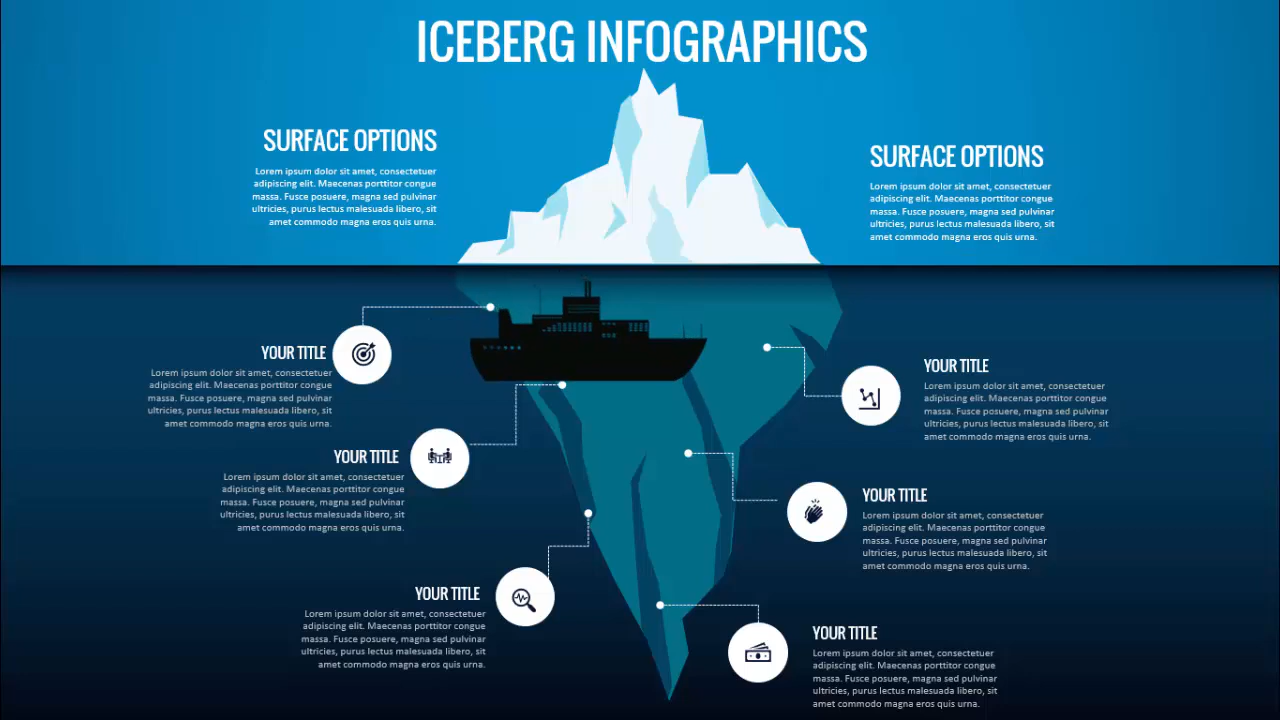 ICEBERG INFOGRAPHICS
SURFACE OPTIONS
Lorem ipsum dolor sit amet, consectetuer
adipiscing elit. Maecenas porttitor congue
massa. Fusce posuere, magna sed pulvinar
ultricies, purus lectus malesuada libero, sit
amet commodo magna eros quis urna.
SURFACE OPTIONS
Lorem ipsum dolor sit amet, consectetuer
adipiscing elit. Maecenas porttitor congue
massa. Fusce posuere, magna sed pulvinar
ultricies, purus lectus malesuada libero, sit
amet commodo magna eros quis urna.
YOUR TITLE
Lorem ipsum dolor sit amet, consectetuer
adipiscing elit. Maecenas porttitor congue
massa. Fusce posuere, magna sed pulvinar
ultricies, purus lectus malesuada libero, sit
amet commodo magna eros quis urna.
YOUR TITLE
Lorem ipsum dolor sit amet, consectetuer
adipiscing elit. Maecenas porttitor congue
massa. Fusce posuere, magna sed pulvinar
ultricies, purus lectus malesuada libero, sit
amet commodo magna eros quis urna.
YOUR TITLE
Lorem ipsum dolor sit amet, consectetuer
adipiscing elit. Maecenas porttitor congue
massa. Fusce posuere, magna sed pulvinar
ultricies, purus lectus malesuada libero, sit
amet commodo magna eros quis urna.
YOUR TITLE
Lorem ipsum dolor sit amet, consectetuer
adipiscing elit. Maecenas porttitor congue
massa. Fusce posuere, magna sed pulvinar
ultricies, purus lectus malesuada libero, sit
amet commodo magna eros quis urna.
YOUR TITLE
Lorem ipsum dolor sit amet, consectetuer
adipiscing elit. Maecenas porttitor congue
massa. Fusce posuere, magna sed pulvinar
ultricies, purus lectus malesuada libero, sit
amet commodo magna eros quis urna.
YOUR TITLE
Lorem ipsum dolor sit amet, consectetuer
adipiscing elit. Maecenas porttitor congue
massa. Fusce posuere, magna sed pulvinar
ultricies, purus lectus malesuada libero, sit
amet commodo magna eros quis urna.